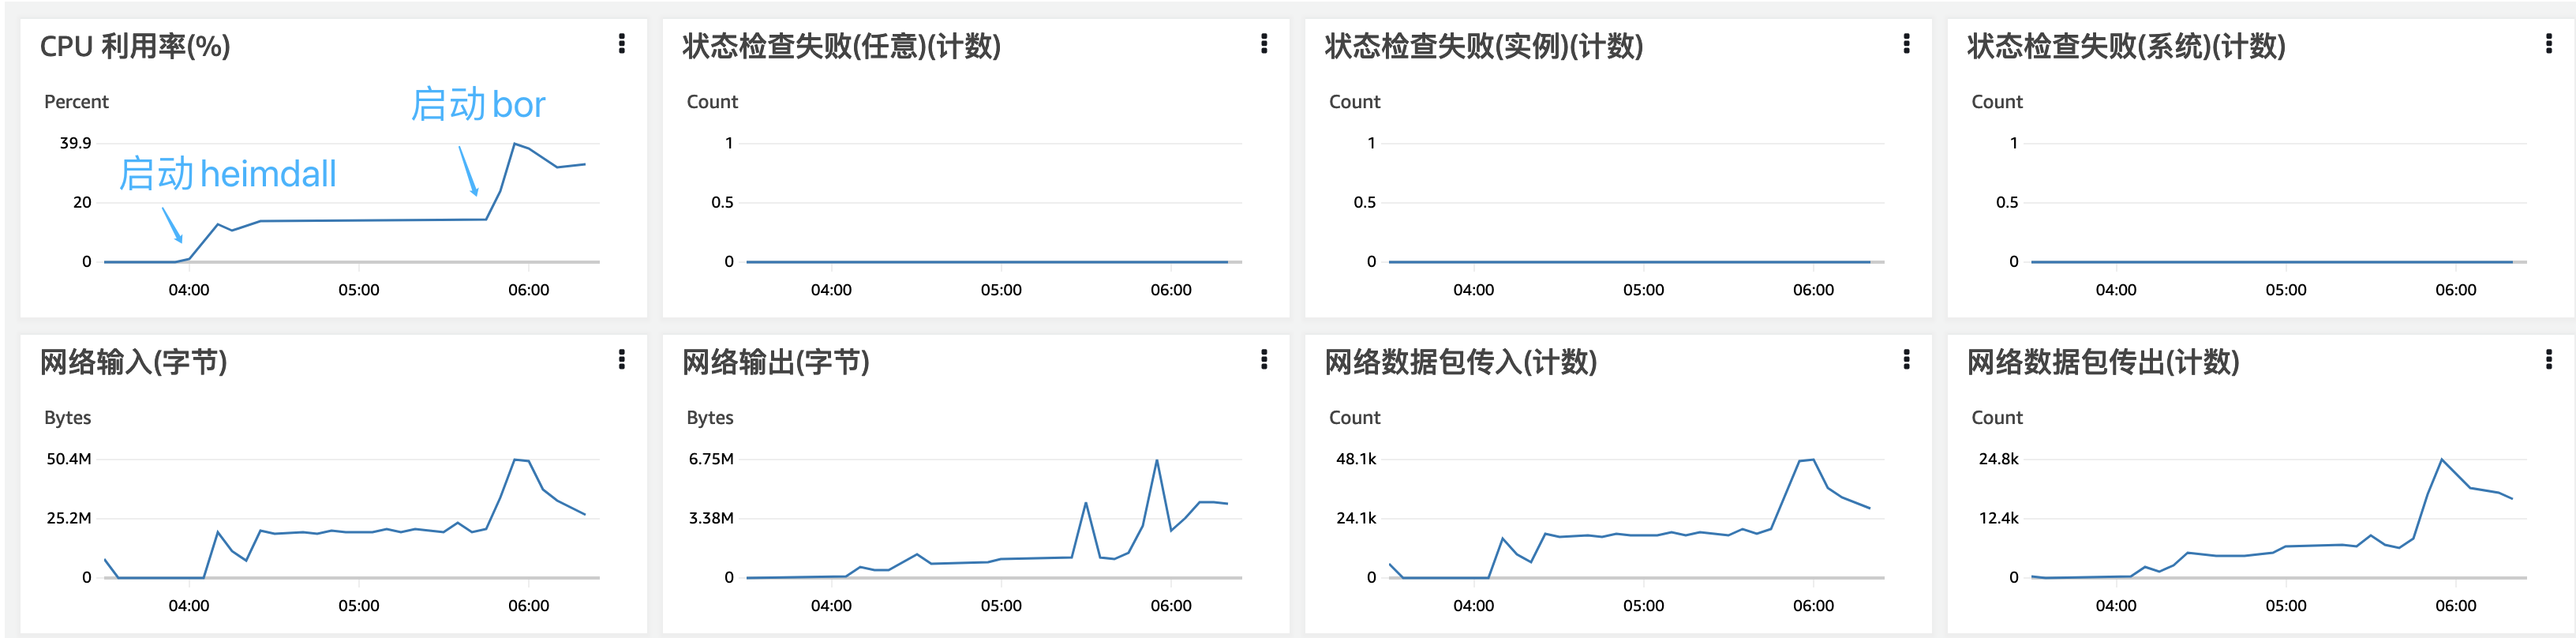 CPU 利用率(%)
Percent
启动 bor
39.9
启动 heimdall
20
0
04:00 05:00 06:00
状态检查失败(任意)(计数)
Count
1
0.5
0
04:00 05:00 06:00
状态检查失败(实例)(计数)
Count
1
0.5
0
04:00 05:00 06:00
状态检查失败(系统)(计数)
Count
1
0.5
0
04:00 05:00 06:00
网络输入(字节)
Bytes
50.4M
25.2M
0
04:00 05:00 06:00
网络输出(字节)
Bytes
6.75M
3.38M
0
04:00 05:00 06:00
网络数据包传入(计数)
Count
48.1k
24.1k
0
04:00 05:00 06:00
网络数据包传出(计数)
Count
24.8k
12.4k
0
04:00 05:00 06:00